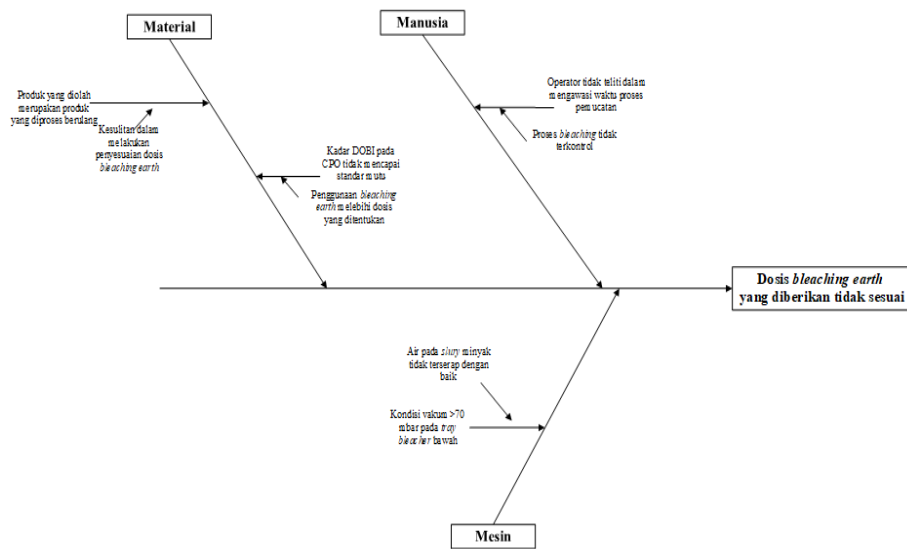 Material
Manusia
Produk yang diolah
merupakan produk
yang diproses berulang
Kesulitan dalam
melakukan
penyesuaian dosis
bleaching earth
Kadar DOBI pada
CPO tidak mencapai
standar mutu
Penggunaan bleaching
earth melebihi dosis
yang ditentukan
Operator tidak teliti dalam
mengawasi waktu proses
pemucatan
Proses bleaching tidak
terkontrol
Dosis bleaching earth
yang diberikan tidak sesuai
Air pada slury minyak
tidak terserap dengan
baik
Kondisi vakum >70
mbar pada tray
bleacher bawah
Mesin